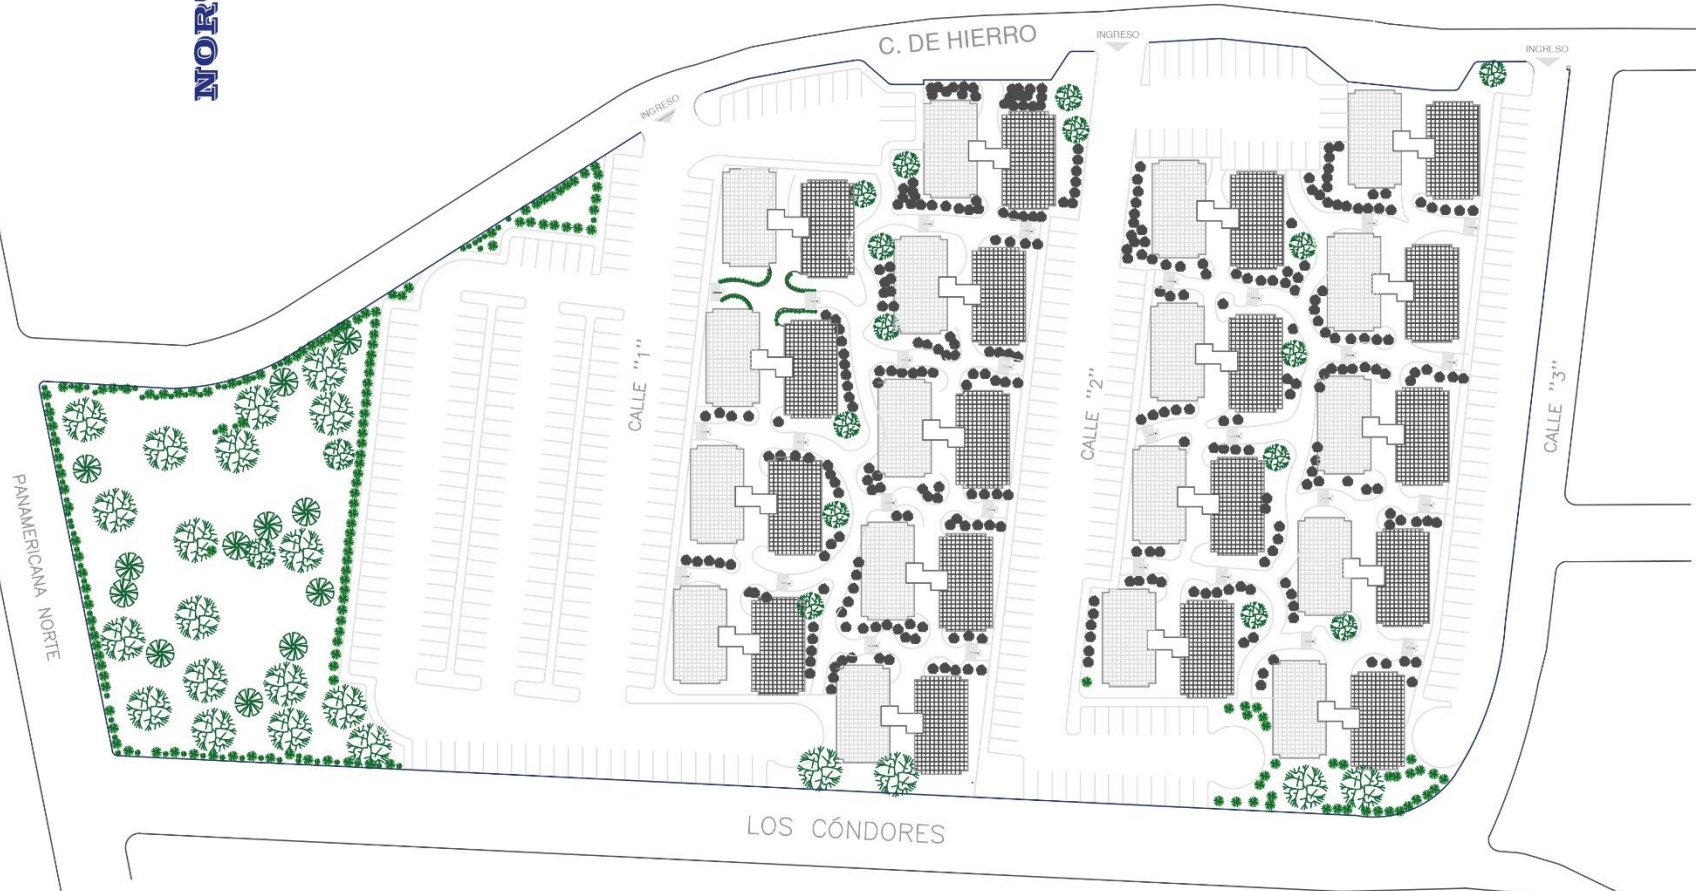 NOR
C. DE HIERRO
INGRESO
INGRESO
INGRESO
CALLE "1"
CALLE "2"
CALLE "3"
PANAMERICANA NORTE
LOS CÓNDORES